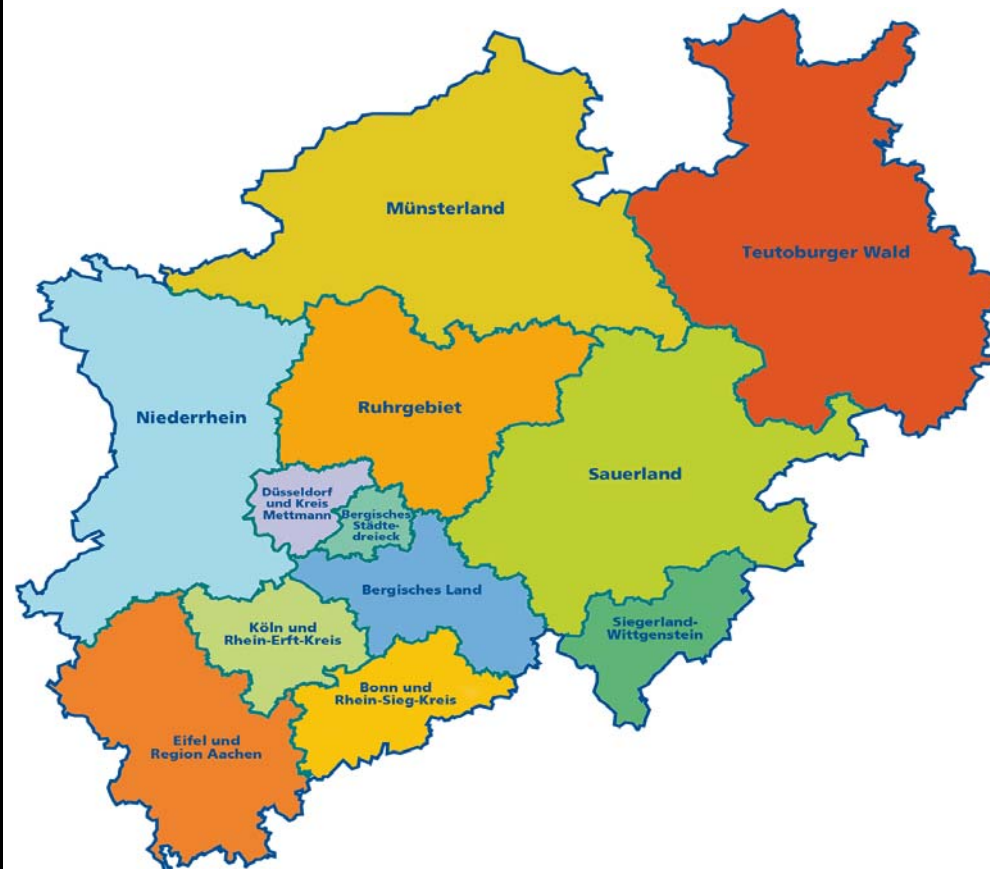 Münsterland
Teutoburger Wald
Niederrhein
Ruhrgebiet
Sauerland
Düsseldorf
und Kreis
Mettmann
Bergisches
Städte-
dreieck
Bergisches Land
Köln und
Rhein-Erft-Kreis
Siegerland-
Wittgenstein
Bonn und
Rhein-Sieg-Kreis
Eifel und
Region Aachen